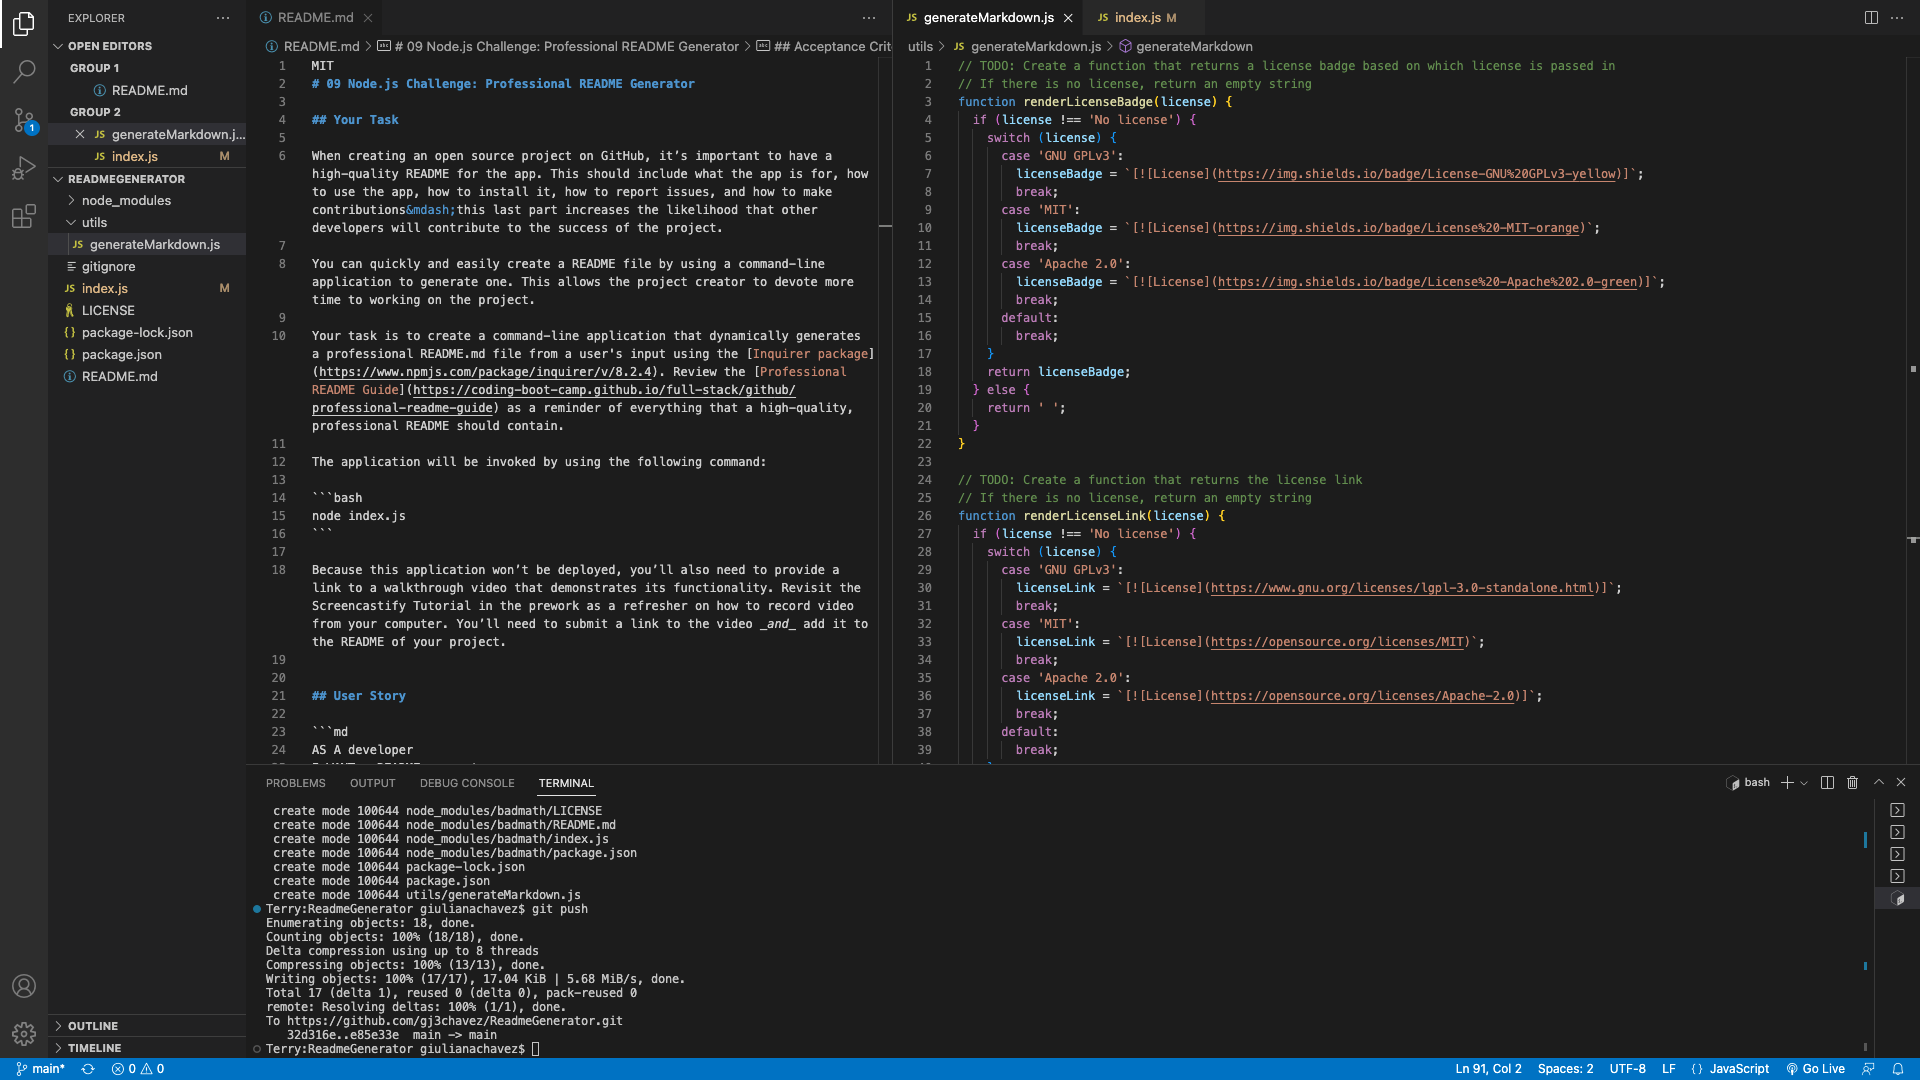 EXPLORER
OPEN EDITORS
GROUP 1
README.md
GROUP 2
JS generateMarkdown.j...
JS index.js M
READMEGENERATOR
node_modules
utils
JS generateMarkdown.js
gitignore
JS index.js M
LICENSE
{} package-lock.json
{} package.json
README.md
OUTLINE
TIMELINE
1
README.md
README.md > # 09 Node.js Challenge: Professional README Generator > ## Acceptance Crit
1 MIT
2 # 09 Node.js Challenge: Professional README Generator
3
4 ## Your Task
5
6 When creating an open source project on GitHub, it’s important to have a
high-quality README for the app. This should include what the app is for, how
to use the app, how to install it, how to report issues, and how to make
contributions&mdash;this last part increases the likelihood that other
developers will contribute to the success of the project.
7
8 You can quickly and easily create a README file by using a command-line
application to generate one. This allows the project creator to devote more
time to working on the project.
9
10 Your task is to create a command-line application that dynamically generates
a professional README.md file from a user's input using the [Inquirer package]
(https://www.npmjs.com/package/inquirer/v/8.2.4). Review the [Professional
README Guide](https://coding-boot-camp.github.io/full-stack/github/
professional-readme-guide) as a reminder of everything that a high-quality,
professional README should contain.
11
12 The application will be invoked by using the following command:
13
14 ```bash
15 node index.js
16 ```
17
18 Because this application won’t be deployed, you’ll also need to provide a
link to a walkthrough video that demonstrates its functionality. Revisit the
Screencastify Tutorial in the prework as a refresher on how to record video
from your computer. You’ll need to submit a link to the video _and_ add it to
the README of your project.
19
20
21 ## User Story
22
23 ```md
24 AS A developer
JS generateMarkdown.js
JS index.js M
utils > JS generateMarkdown.js > generateMarkdown
1 // TODO: Create a function that returns a license badge based on which license is passed in
2 // If there is no license, return an empty string
3 function renderLicenseBadge(license) {
4 if (license !== 'No license') {
5 switch (license) {
6 case 'GNU GPLv3':
7 licenseBadge = `[![License](https://img.shields.io/badge/License-GNU%20GPLv3-yellow)]`;
8 break;
9 case 'MIT':
10 licenseBadge = `[![License](https://img.shields.io/badge/License%20-MIT-orange)`;
11 break;
12 case 'Apache 2.0':
13 licenseBadge = `[![License](https://img.shields.io/badge/License%20-Apache%202.0-green)]`;
14 break;
15 default:
16 break;
17 }
18 return licenseBadge;
19 } else {
20 return ' ';
21 }
22 }
23
24 // TODO: Create a function that returns the license link
25 // If there is no license, return an empty string
26 function renderLicenseLink(license) {
27 if (license !== 'No license') {
28 switch (license) {
29 case 'GNU GPLv3':
30 licenseLink = `[![License](https://www.gnu.org/licenses/lgpl-3.0-standalone.html)]`;
31 break;
32 case 'MIT':
33 licenseLink = `[![License](https://opensource.org/licenses/MIT)`;
34 break;
35 case 'Apache 2.0':
36 licenseLink = `[![License](https://opensource.org/licenses/Apache-2.0)]`;
37 break;
38 default:
39 break;
PROBLEMS OUTPUT DEBUG CONSOLE TERMINAL
bash
create mode 100644 node_modules/badmath/LICENSE
create mode 100644 node_modules/badmath/README.md
create mode 100644 node_modules/badmath/index.js
create mode 100644 node_modules/badmath/package.json
create mode 100644 package-lock.json
create mode 100644 package.json
create mode 100644 utils/generateMarkdown.js
Terry:ReadmeGenerator giulianachavez$ git push
Enumerating objects: 18, done.
Counting objects: 100% (18/18), done.
Delta compression using up to 8 threads
Compressing objects: 100% (13/13), done.
Writing objects: 100% (17/17), 17.04 KiB | 5.68 MiB/s, done.
Total 17 (delta 1), reused 0 (delta 0), pack-reused 0
remote: Resolving deltas: 100% (1/1), done.
To https://github.com/gj3chavez/ReadmeGenerator.git
32d316e..e85e33e main -> main
Terry:ReadmeGenerator giulianachavez$
main* 0 0 Ln 91, Col 2 Spaces: 2 UTF-8 LF {} JavaScript Go Live